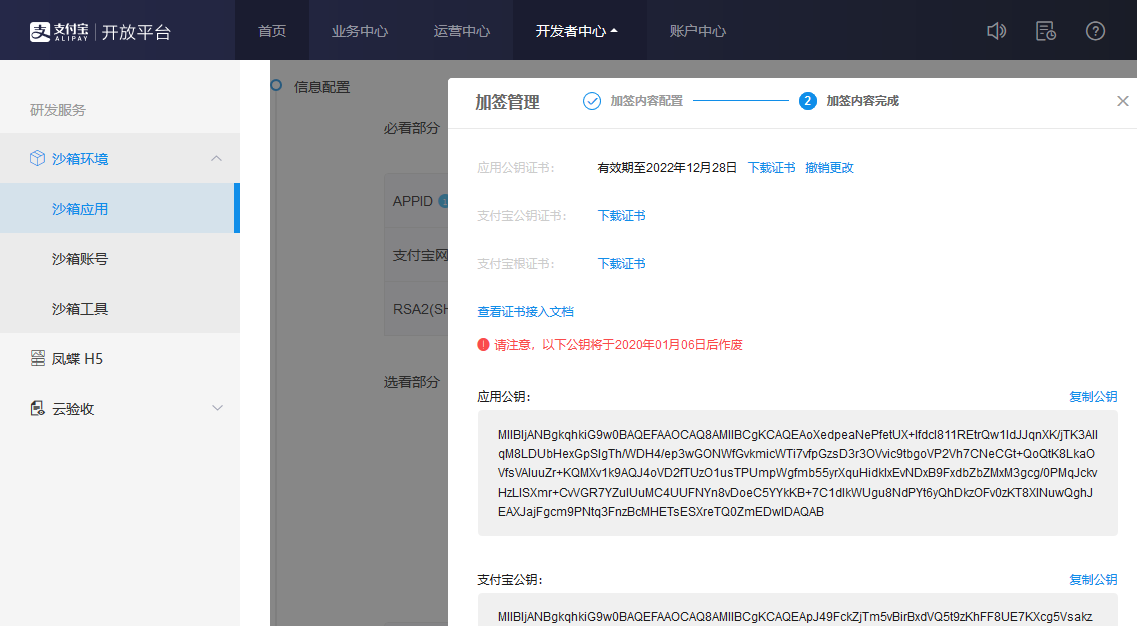 支付宝 ALIPAY 开放平台 首页 业务中心 运营中心 开发者中心 账户中心
研发服务
沙箱环境
沙箱应用
沙箱账号
沙箱工具
凤蝶 H5
云验收
信息配置
必看部分
APPID
支付宝网
RSA2(SH
选看部分
加签管理 加签内容配置 2 加签内容完成
应用公钥证书: 有效期至2022年12月28日 下载证书 撤销更改
支付宝公钥证书: 下载证书
支付宝根证书: 下载证书
查看证书接入文档
请注意，以下公钥将于2020年01月06日后作废
应用公钥: 复制公钥
MIIBIjANBgkqhkiG9w0BAQEFAAOCAQ8AMIIBCgKCAQEAoXedpeaNePfetUX+lfdcl811REtrQw1IdJJqnXK/jTK3AII
qM8LDUbHexGpSIgTh/WDH4/ep3wGONWfGvkmicWTi7vfpGzsD3r3OVvic9tbgoVP2Vh7CNeCGt+QoQtK8LkaO
VfsVAluuZr+KQMXv1k9AQJ4oVD2fTUzO1usTPUmpWgfmb55yrXquHidklxEvNDxB9FxdbZbZMxM3gcg/0PMqJckv
HzLISXmr+CvVGR7YZuIUuMC4UUFNYn8vDoeC5YYkKB+7C1dIkWUgu8NdPYt6yQhDkzOFv0zKT8XINuwQghJ
EAXJajFgcm9PNtq3FnzBcMHETsESXreTQ0ZmEDwIDAQAB
支付宝公钥: 复制公钥
MIIBIjANBgkqhkiG9w0BAQEFAAOCAQ8AMIIBCgKCAQEApJ49FckZjTm5vBirBxdVQ5t9zKhFF8UE7KXcg5Vsakz